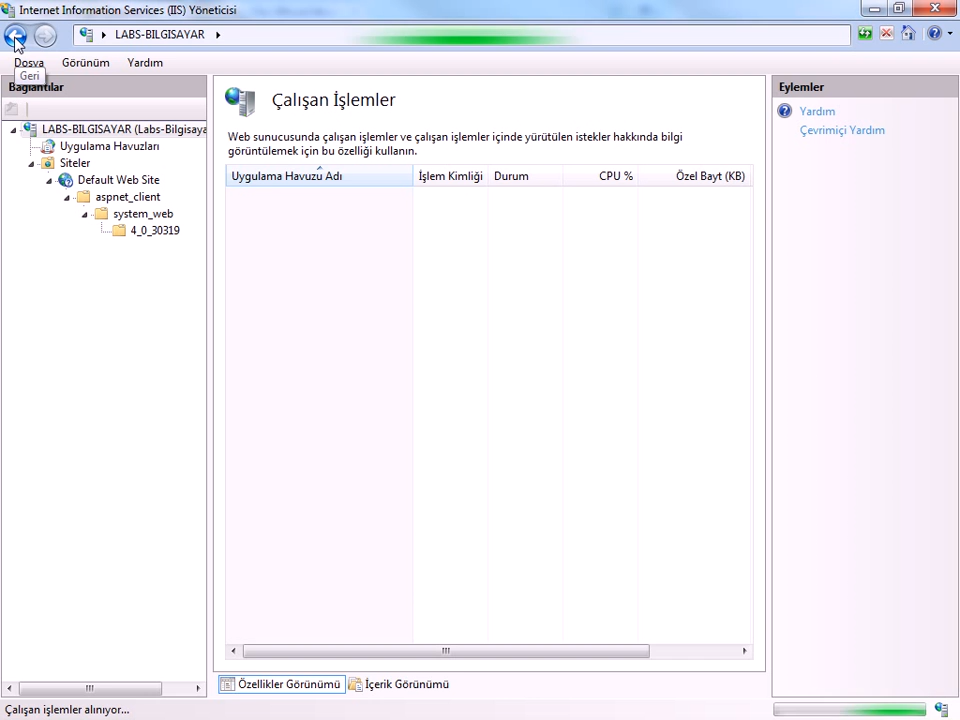 Internet Information Services (IIS) Yöneticisi
LABS-BILGISAYAR
Dosya Görünüm Yardım
Geri
Bağlantılar
LABS-BILGISAYAR (Labs-Bilgisaya
Uygulama Havuzları
Siteler
Default Web Site
aspnet_client
system_web
4_0_30319
Çalışan İşlemler
Web sunucusunda çalışan işlemler ve çalışan işlemler içinde yürütülen istekler hakkında bilgi
görüntülemek için bu özelliği kullanın.
Uygulama Havuzu Adı İşlem Kimliği Durum CPU % Özel Bayt (KB)
Özellikler Görünümü İçerik Görünümü
Eylemler
Yardım
Çevrimiçi Yardım
Çalışan işlemler alınıyor...